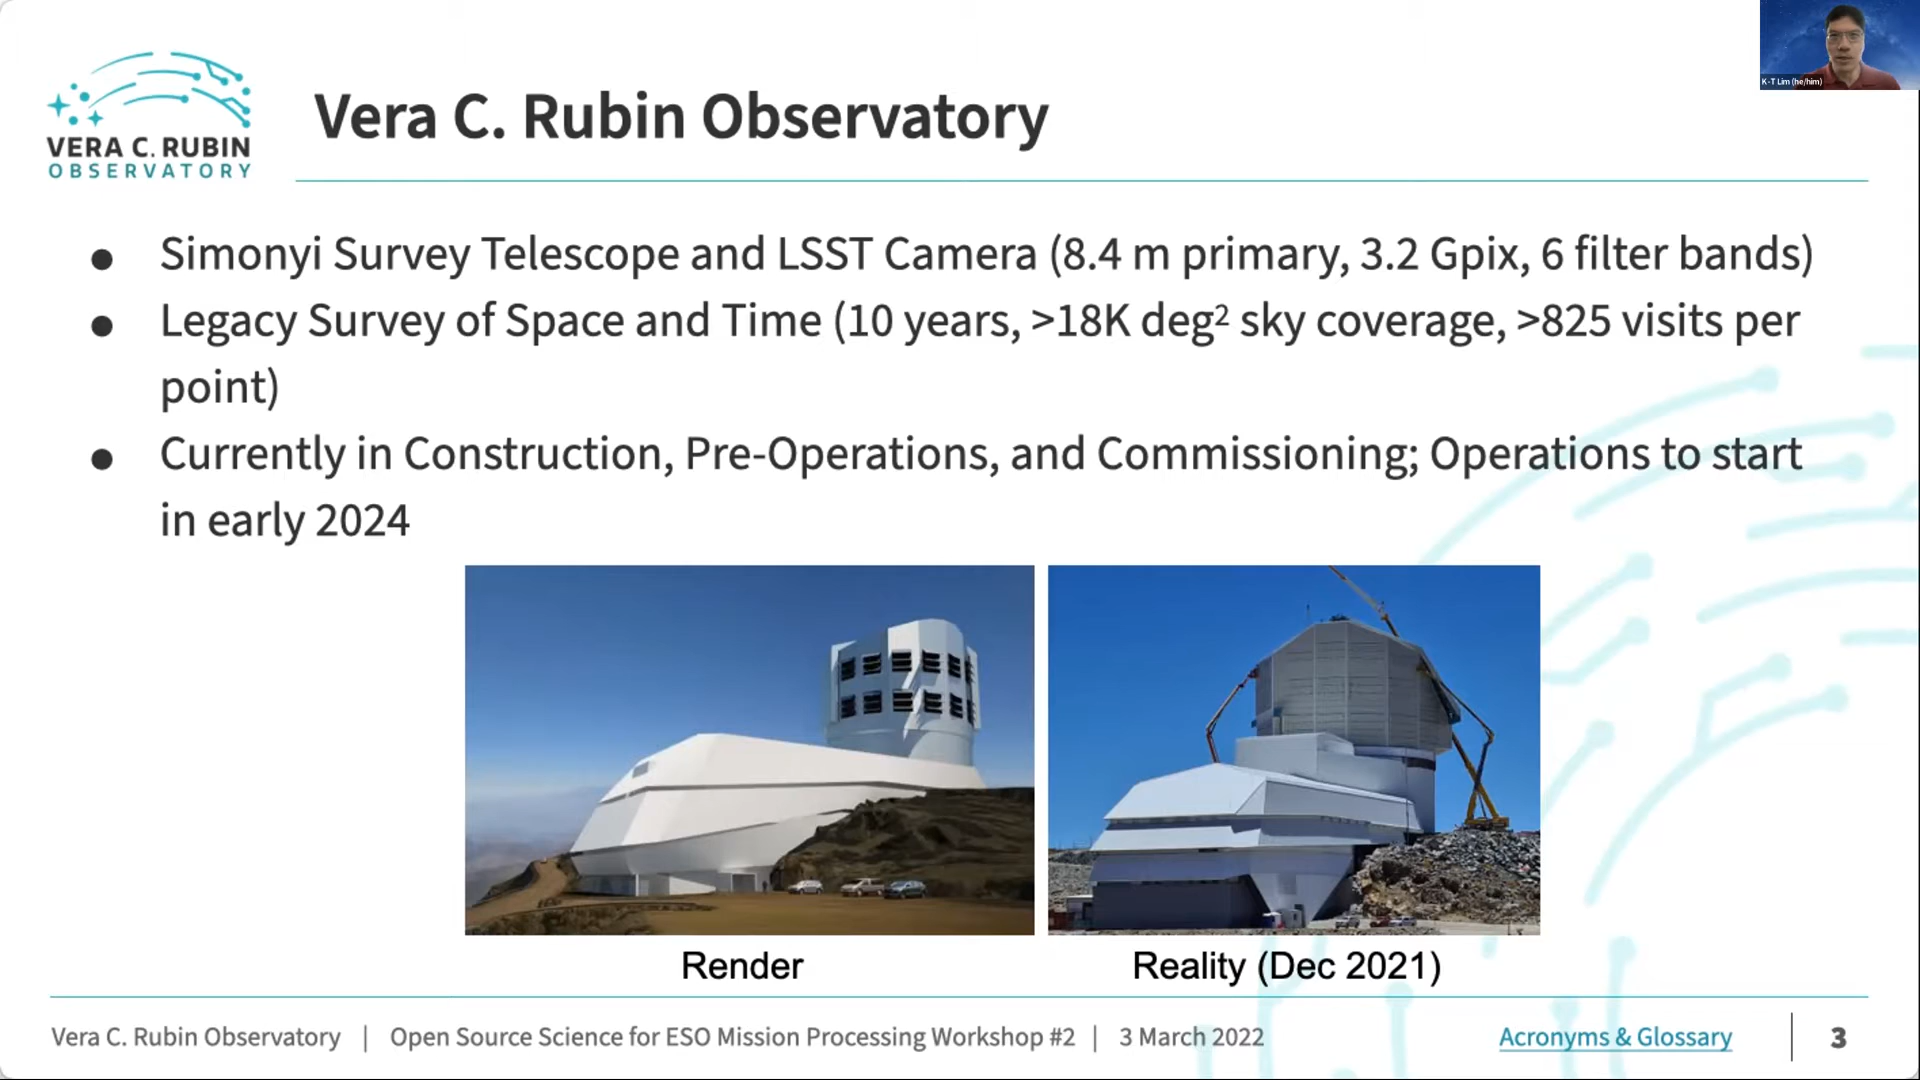 K-T Lim (he/him)
VERA C. RUBIN
OBSERVATORY
Vera C. Rubin Observatory
● Simonyi Survey Telescope and LSST Camera (8.4 m primary, 3.2 Gpix, 6 filter bands)
● Legacy Survey of Space and Time (10 years, >18K deg² sky coverage, >825 visits per
point)
● Currently in Construction, Pre-Operations, and Commissioning; Operations to start
in early 2024
Render
Reality (Dec 2021)
Vera C. Rubin Observatory | Open Source Science for ESO Mission Processing Workshop #2 | 3 March 2022
Acronyms & Glossary | 3